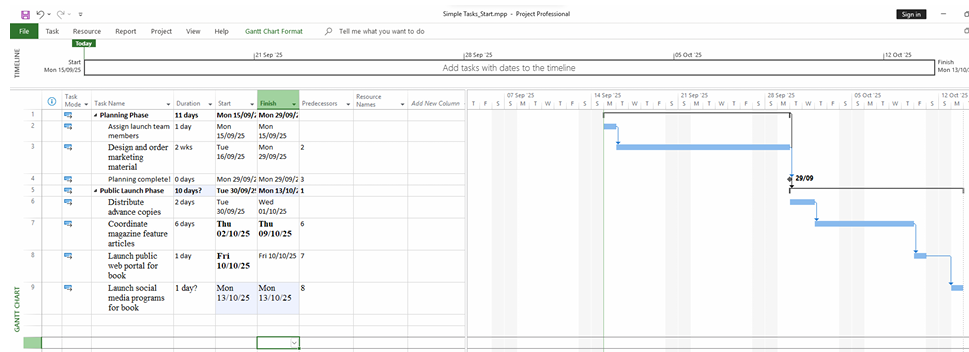 Simple Tasks_Start.mpp - Project Professional
Sign in
File Task Resource Report Project View Help Gantt Chart Format Tell me what you want to do
Today
21 Sep '25 28 Sep '25 05 Oct '25 12 Oct '25
TIMELINE
Start
Mon 15/09/25
Add tasks with dates to the timeline
Finish
Mon 13/10/
Task Mode Task Name Duration Start Finish Predecessors Resource Names Add New Column
07 Sep '25 14 Sep '25 21 Sep '25 28 Sep '25 05 Oct '25 12 Oct '25
T F S S M T W T F S S M T W T F S S M T W T F S S M T W T F S S M T W T F S S M
1 Planning Phase 11 days Mon 15/09/2 Mon 29/09/2
2 Assign launch team members 1 day Mon 15/09/25 Mon 15/09/25
3 Design and order marketing material 2 wks Tue 16/09/25 Mon 29/09/25 2
4 Planning complete! 0 days Mon 29/09/2 Mon 29/09/2 3
29/09
5 Public Launch Phase 10 days? Tue 30/09/2 Mon 13/10/ 1
6 Distribute advance copies 2 days Tue 30/09/25 Wed 01/10/25
7 Coordinate magazine feature articles 6 days Thu 02/10/25 Thu 09/10/25 6
8 Launch public web portal for book 1 day Fri 10/10/25 Fri 10/10/25 7
9 Launch social media programs for book 1 day? Mon 13/10/25 Mon 13/10/25 8
GANTT CHART